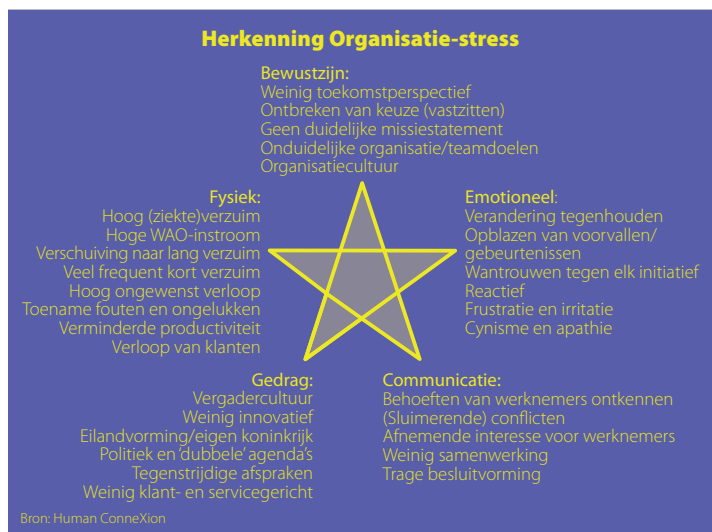 Herkenning Organisatie-stress
Bewustzijn:
Weinig toekomstperspectief
Ontbreken van keuze (vastzitten)
Geen duidelijke missiestatement
Onduidelijke organisatie/teamdoelen
Organisatiecultuur
Fysiek:
Hoog (ziekte)verzuim
Hoge WAO-instroom
Verschuiving naar lang verzuim
Veel frequent kort verzuim
Hoog ongewenst verloop
Toename fouten en ongelukken
Verminderde productiviteit
Verloop van klanten
Emotioneel:
Verandering tegenhouden
Opblazen van voorvallen/
gebeurtenissen
Wantrouwen tegen elk initiatief
Reactief
Frustratie en irritatie
Cynisme en apathie
Gedrag:
Vergadercultuur
Weinig innovatief
Eilandvorming/eigen koninkrijk
Politiek en 'dubbele' agenda's
Tegenstrijdige afspraken
Weinig klant- en servicegericht
Communicatie:
Behoeften van werknemers ontkennen
(Sluimerende) conflicten
Afnemende interesse voor werknemers
Weinig samenwerking
Trage besluitvorming
Bron: Human ConneXion